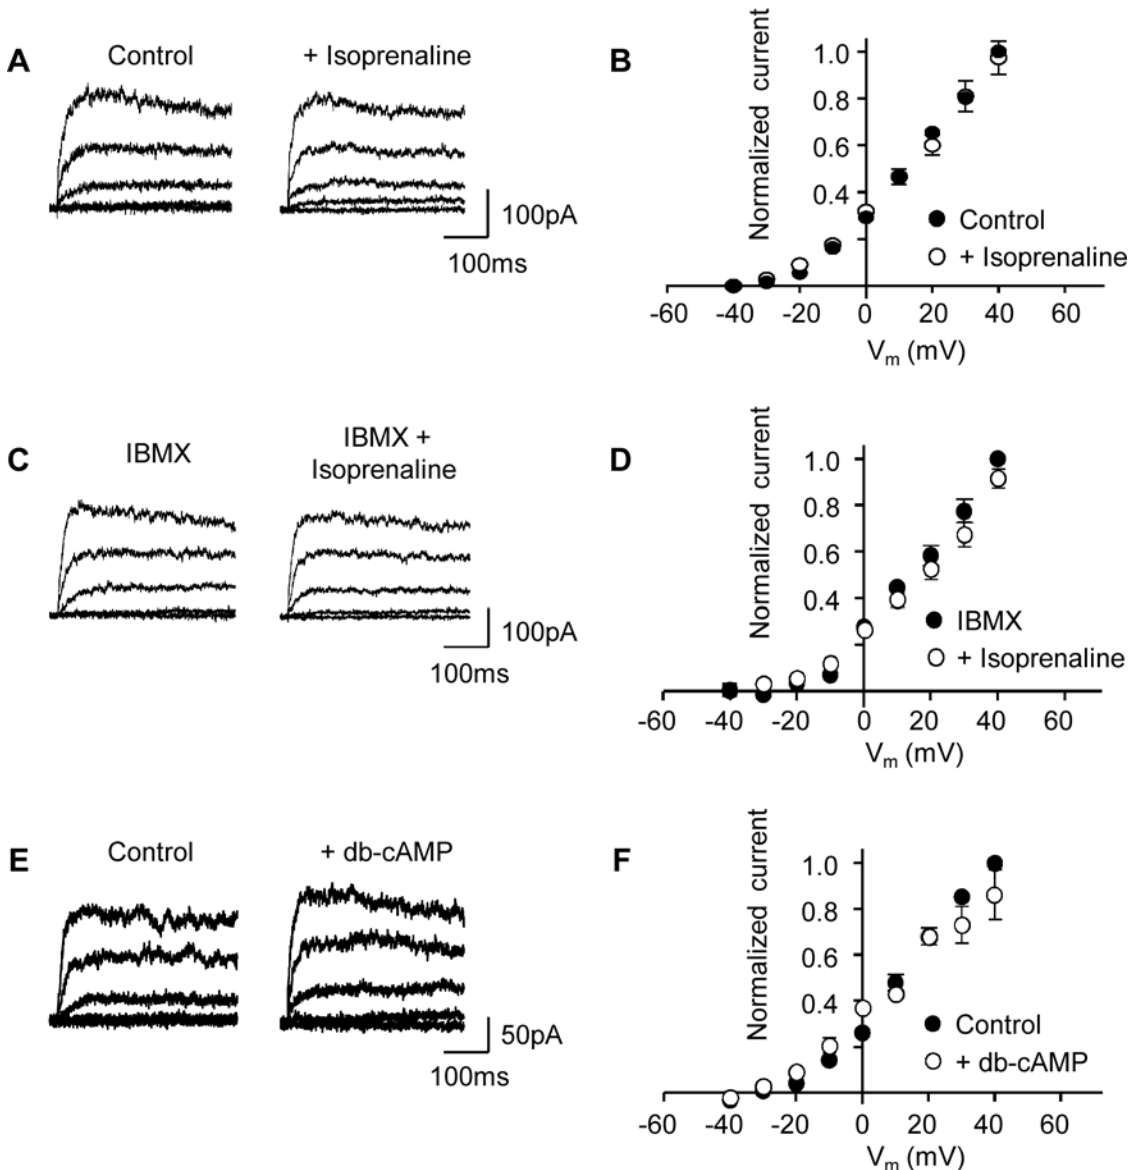 A
Control
+ Isoprenaline
100pA
100ms
B
Normalized current
1.0
0.8
0.6
0.4
Control
+ Isoprenaline
-60 -40 -20 0 20 40 60
Vm (mV)
C
IBMX
IBMX +
Isoprenaline
100pA
100ms
D
Normalized current
1.0
0.8
0.6
0.4
IBMX
+ Isoprenaline
-60 -40 -20 0 20 40 60
Vm (mV)
E
Control
+ db-cAMP
50pA
100ms
F
Normalized current
1.0
0.8
0.6
0.4
Control
+ db-cAMP
-60 -40 -20 0 20 40 60
Vm (mV)